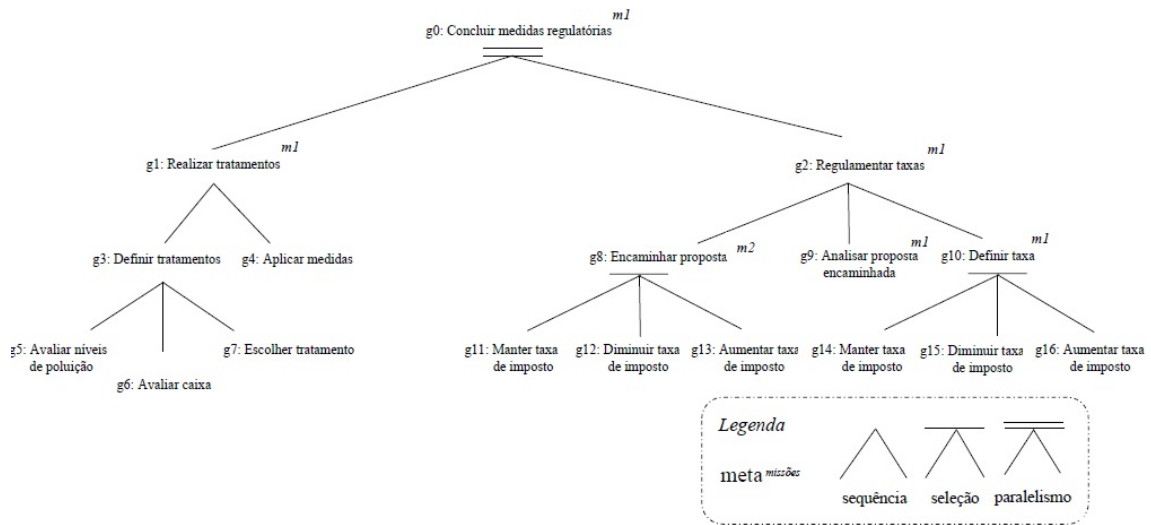 m1
g0: Concluir medidas regulatórias
m1
g1: Realizar tratamentos
m1
g2: Regulamentar taxas
g3: Definir tratamentos
g4: Aplicar medidas
m2
g8: Encaminhar proposta
m1
g9: Analisar proposta
encaminhada
m1
g10: Definir taxa
g5: Avaliar níveis
de poluição
g6: Avaliar caixa
g7: Escolher tratamento
g11: Manter taxa
de imposto
g12: Diminuir taxa
de imposto
g13: Aumentar taxa
de imposto
g14: Manter taxa
de imposto
g15: Diminuir taxa
de imposto
g16: Aumentar taxa
de imposto
Legenda
meta missões
sequência
seleção
paralelismo